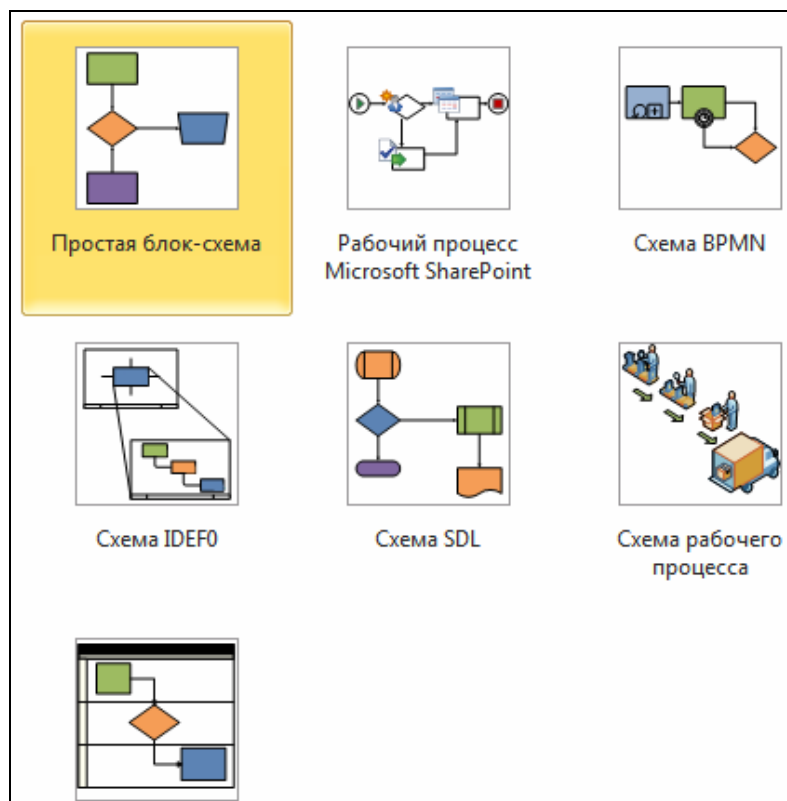 Простая блок-схема
Рабочий процесс
Microsoft SharePoint
Схема BPMN
Схема IDEF0
Схема SDL
Схема рабочего
процесса